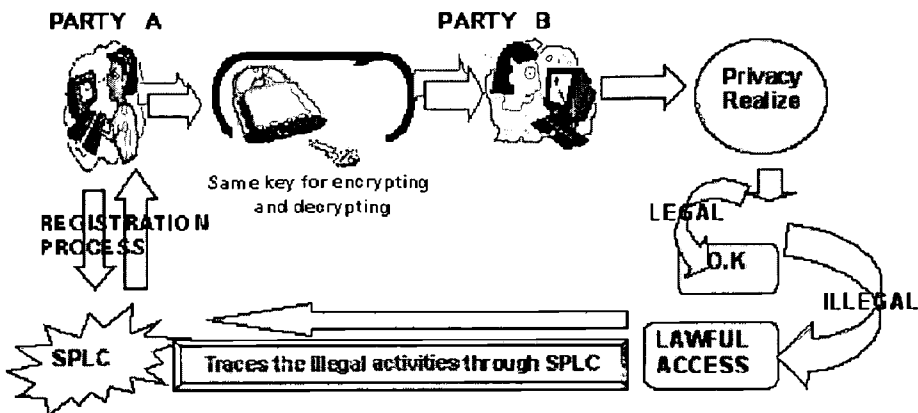 PARTY A
PARTY B
Privacy
Realize
Same key for encrypting
and decrypting
REGISTRATION
PROCESS
LEGAL
O.K
ILLEGAL
SPLC
Traces the illegal activities through SPLC
LAWFUL
ACCESS